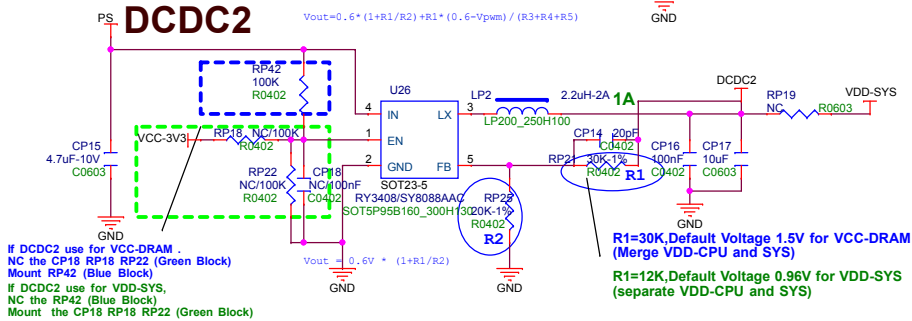 PS
DCDC2
Vout=0.6*(1+R1/R2)+R1*(0.6-Vpwm)/(R3+R4+R5)
GND
RP42
100K
R0402
U26
4
IN
LX
3
1
EN
2
GND
FB
5
SOT23-5
RY3408/SY8088AAC
SOT5P95B160_300H130
LP2
2.2uH-2A
1A
LP200_250H100
DCDC2
RP19
NC
R0603
VDD-SYS
VCC-3V3
RP18
NC/100K
R0402
CP15
4.7uF-10V
C0603
GND
RP22
NC/100K
R0402
CP18
NC/100nF
C0402
CP14
20pF
C0402
RP21
30K-1%
R0402
R1
CP16
100nF
C0402
CP17
10uF
C0603
GND
RP25
20K-1%
R0402
R2
GND
GND
Vout = 0.6V * (1+R1/R2)
If DCDC2 use for VCC-DRAM .
NC the CP18 RP18 RP22 (Green Block)
Mount RP42 (Blue Block)
If DCDC2 use for VDD-SYS,
NC the RP42 (Blue Block)
Mount the CP18 RP18 RP22 (Green Block)
R1=30K,Default Voltage 1.5V for VCC-DRAM
(Merge VDD-CPU and SYS)
R1=12K,Default Voltage 0.96V for VDD-SYS
(separate VDD-CPU and SYS)